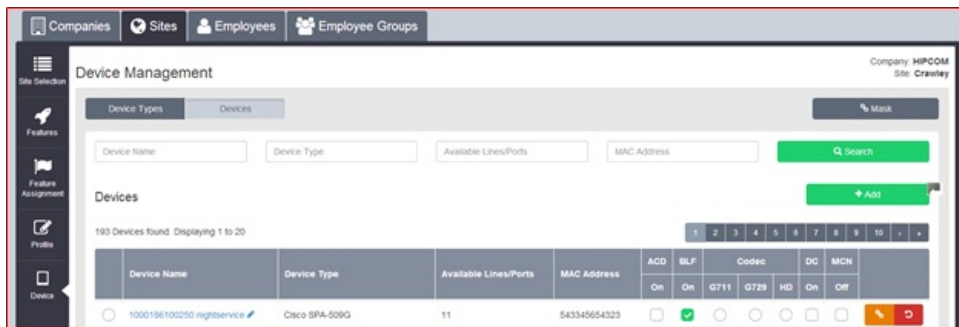 Companies Sites Employees Employee Groups
Site Selection
Features
Feature Assignment
Profile
Device
Device Management
Company: HIPCOM
Site: Crawley
Device Types Devices Mask
Device Name Device Type Available Lines/Ports MAC Address Search
Devices
Add
193 Devices found. Displaying 1 to 20
1 2 3 4 5 6 7 8 9 10 › »
Device Name Device Type Available Lines/Ports MAC Address ACD BLF Codec DC MCN
On On G711 G729 HD On Off
1000186100250 nightservice Cisco SPA-509G 11 543345654323